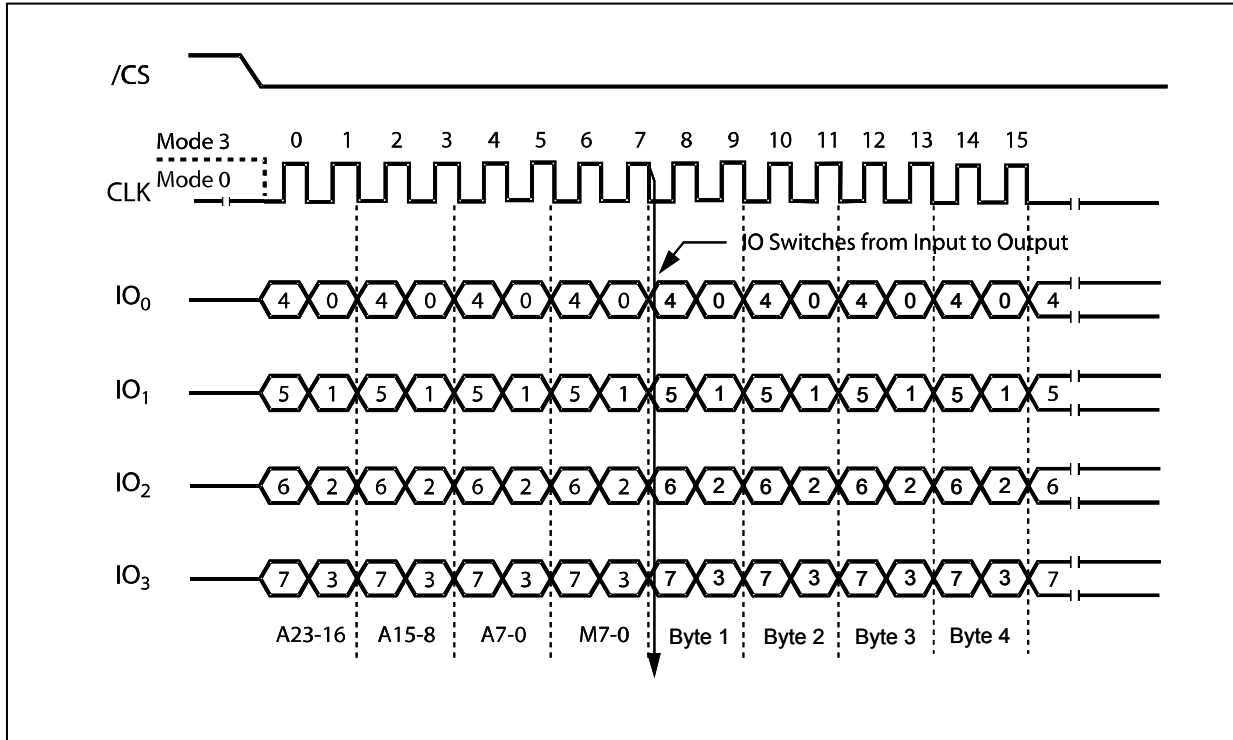 /CS
Mode 3
0 1 2 3 4 5 6 7 8 9 10 11 12 13 14 15
Mode 0
CLK
IO Switches from Input to Output
IO0 4 0 4 0 4 0 4 0 4 0 4 0 4 0 4 0 4
IO1 5 1 5 1 5 1 5 1 5 1 5 1 5 1 5 1 5
IO2 6 2 6 2 6 2 6 2 6 2 6 2 6 2 6 2 6
IO3 7 3 7 3 7 3 7 3 7 3 7 3 7 3 7 3 7
A23-16 A15-8 A7-0 M7-0 Byte 1 Byte 2 Byte 3 Byte 4